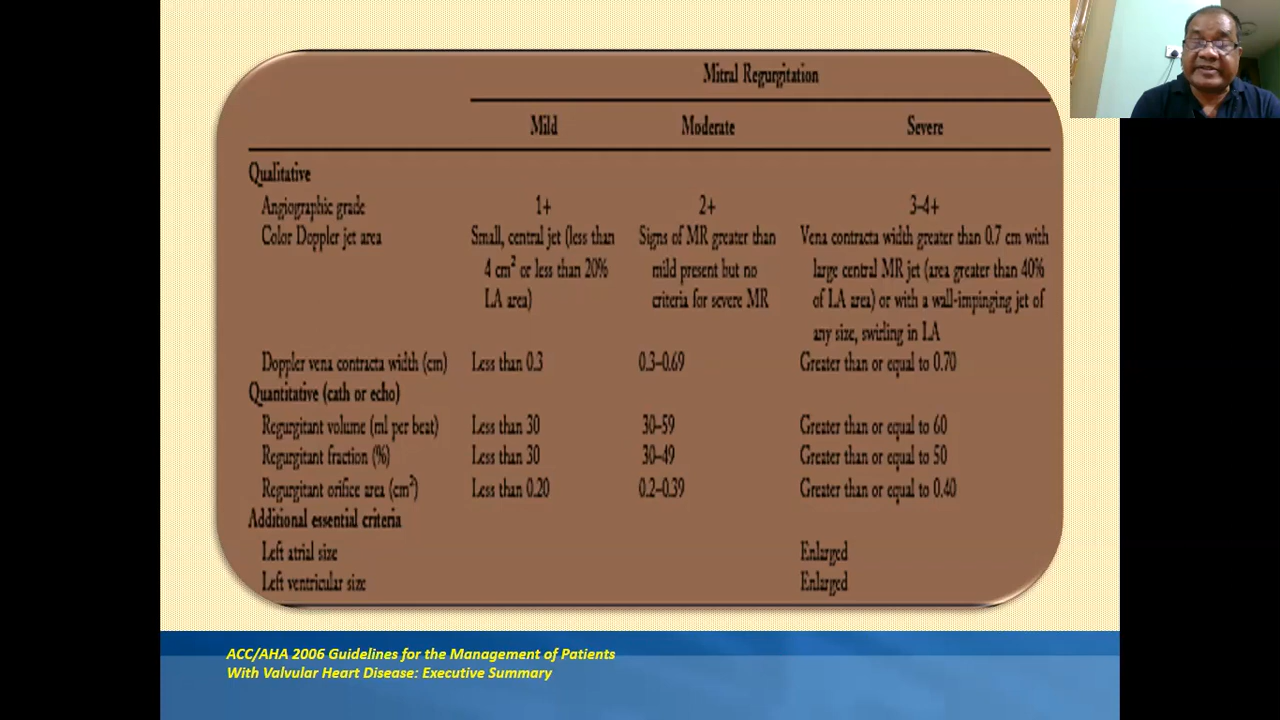 Mitral Regurgitation
Mild Moderate Severe
Qualitative
Angiographic grade 1+ 2+ 3–4+
Color Doppler jet area Small, central jet (less than Signs of MR greater than Vena contracta width greater than 0.7 cm with
4 cm² or less than 20% mild present but no large central MR jet (area greater than 40%
LA area) criteria for severe MR of LA area) or with a wall-impinging jet of
any size, swirling in LA
Doppler vena contracta width (cm) Less than 0.3 0.3–0.69 Greater than or equal to 0.70
Quantitative (cath or echo)
Regurgitant volume (ml per beat) Less than 30 30–59 Greater than or equal to 60
Regurgitant fraction (%) Less than 30 30–49 Greater than or equal to 50
Regurgitant orifice area (cm²) Less than 0.20 0.2–0.39 Greater than or equal to 0.40
Additional essential criteria
Left atrial size Enlarged
Left ventricular size Enlarged
ACC/AHA 2006 Guidelines for the Management of Patients
With Valvular Heart Disease: Executive Summary